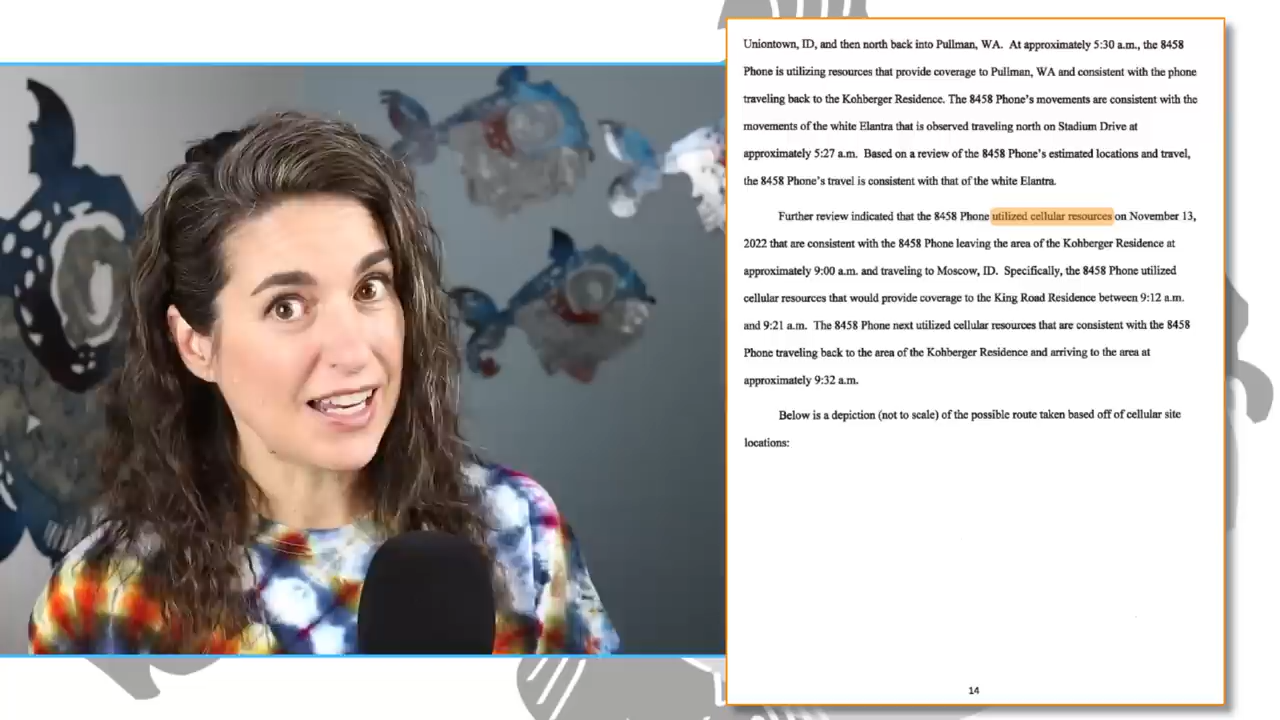 Uniontown, ID, and then north back into Pullman, WA. At approximately 5:30 a.m., the 8458
Phone is utilizing resources that provide coverage to Pullman, WA and consistent with the phone
traveling back to the Kohberger Residence. The 8458 Phone's movements are consistent with the
movements of the white Elantra that is observed traveling north on Stadium Drive at
approximately 5:27 a.m. Based on a review of the 8458 Phone's estimated locations and travel,
the 8458 Phone's travel is consistent with that of the white Elantra.
Further review indicated that the 8458 Phone utilized cellular resources on November 13,
2022 that are consistent with the 8458 Phone leaving the area of the Kohberger Residence at
approximately 9:00 a.m. and traveling to Moscow, ID. Specifically, the 8458 Phone utilized
cellular resources that would provide coverage to the King Road Residence between 9:12 a.m.
and 9:21 a.m. The 8458 Phone next utilized cellular resources that are consistent with the 8458
Phone traveling back to the area of the Kohberger Residence and arriving to the area at
approximately 9:32 a.m.
Below is a depiction (not to scale) of the possible route taken based off of cellular site
locations:
14